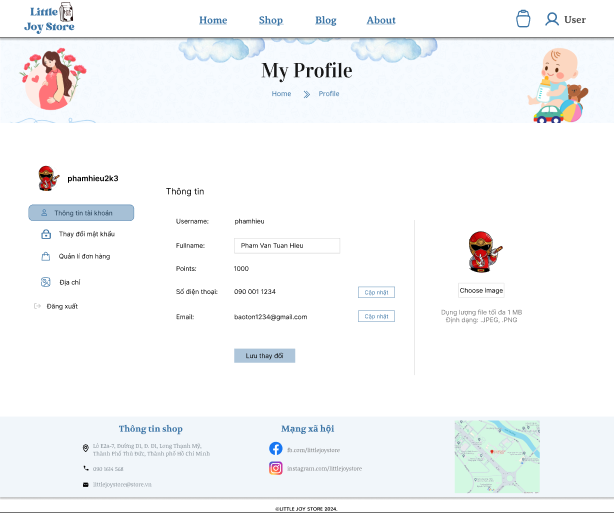 Little
Joy Store
Home
Shop
Blog
About
User
My Profile
Home
Profile
phamhieu2k3
Thông tin tài khoản
Thay đổi mật khẩu
Quản lí đơn hàng
Địa chỉ
Đăng xuất
Thông tin
Username: phamhieu
Fullname: Pham Van Tuan Hieu
Points: 1000
Số điện thoại: 090 001 1234 Cập nhật
Email: baoton1234@gmail.com Cập nhật
Lưu thay đổi
Choose image
Dụng lượng file tối đa 1 MB
Định dạng: .JPEG, .PNG
Thông tin shop
Lô E2a-7, Đường D1, Đ. D1, Long Thạnh Mỹ,
Thành Phố Thủ Đức, Thành phố Hồ Chí Minh
littlejoystore@store.vn
Mạng xã hội
fb.com/littlejoystore
instagram.com/littlejoystore
©LITTLE JOY STORE 2024.